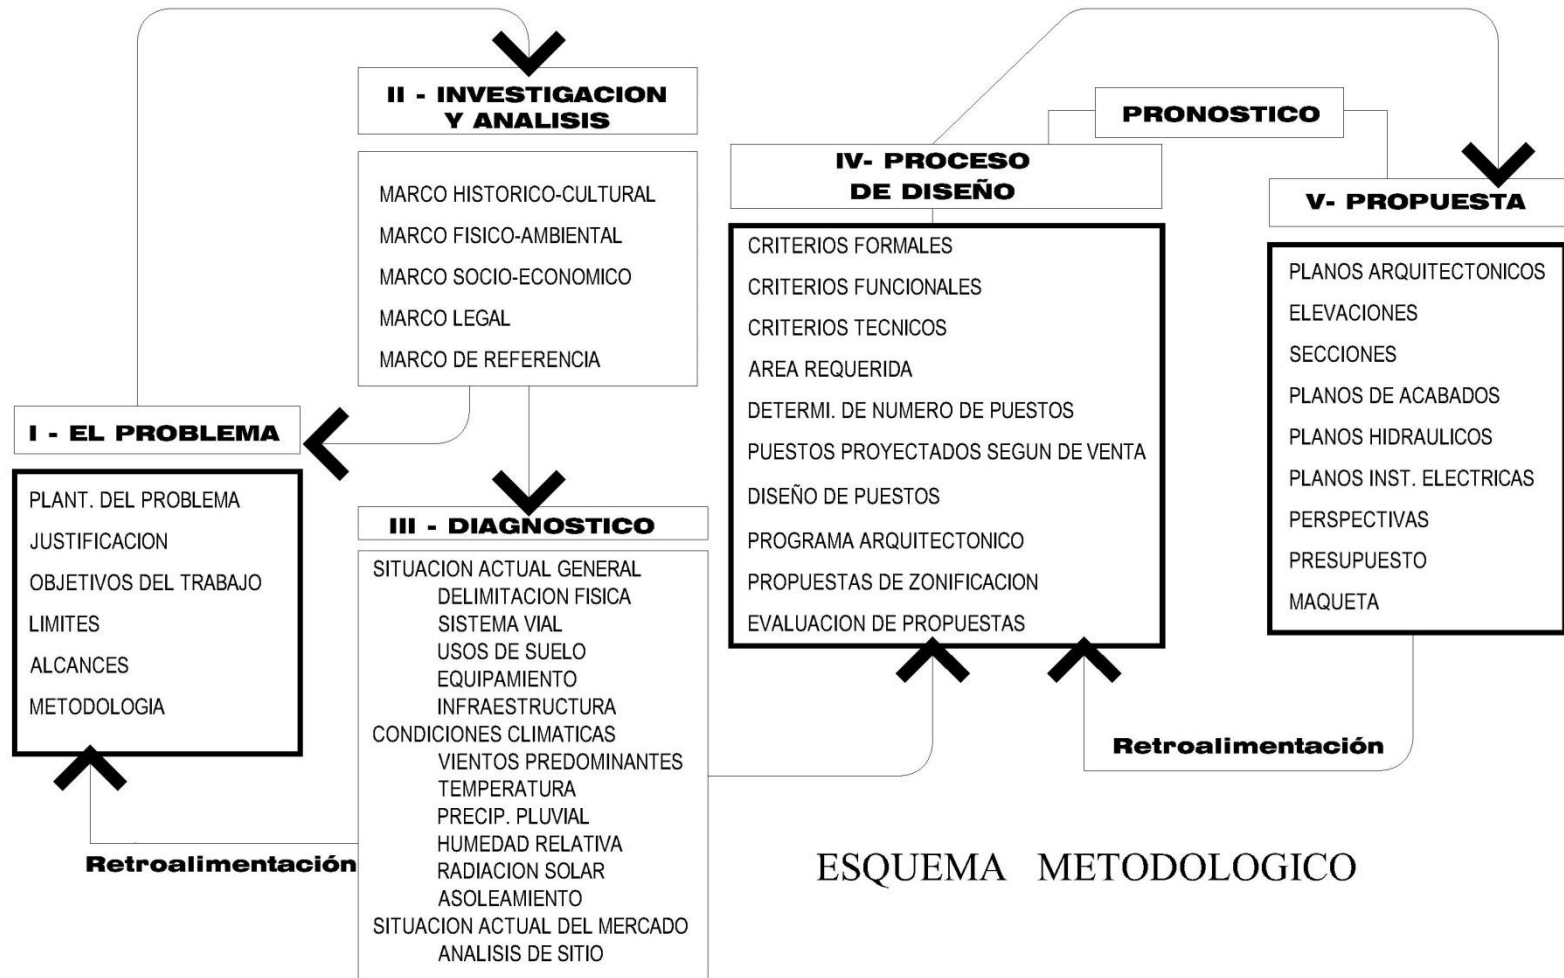 I - EL PROBLEMA
PLANT. DEL PROBLEMA
JUSTIFICACION
OBJETIVOS DEL TRABAJO
LIMITES
ALCANCES
METODOLOGIA
II - INVESTIGACION
Y ANALISIS
MARCO HISTORICO-CULTURAL
MARCO FISICO-AMBIENTAL
MARCO SOCIO-ECONOMICO
MARCO LEGAL
MARCO DE REFERENCIA
III - DIAGNOSTICO
SITUACION ACTUAL GENERAL
DELIMITACION FISICA
SISTEMA VIAL
USOS DE SUELO
EQUIPAMIENTO
INFRAESTRUCTURA
CONDICIONES CLIMATICAS
VIENTOS PREDOMINANTES
TEMPERATURA
PRECIP. PLUVIAL
HUMEDAD RELATIVA
RADIACION SOLAR
ASOLEAMIENTO
SITUACION ACTUAL DEL MERCADO
ANALISIS DE SITIO
Retroalimentación
IV- PROCESO
DE DISEÑO
CRITERIOS FORMALES
CRITERIOS FUNCIONALES
CRITERIOS TECNICOS
AREA REQUERIDA
DETERMI. DE NUMERO DE PUESTOS
PUESTOS PROYECTADOS SEGUN DE VENTA
DISEÑO DE PUESTOS
PROGRAMA ARQUITECTONICO
PROPUESTAS DE ZONIFICACION
EVALUACION DE PROPUESTAS
PRONOSTICO
V- PROPUESTA
PLANOS ARQUITECTONICOS
ELEVACIONES
SECCIONES
PLANOS DE ACABADOS
PLANOS HIDRAULICOS
PLANOS INST. ELECTRICAS
PERSPECTIVAS
PRESUPUESTO
MAQUETA
Retroalimentación
ESQUEMA METODOLOGICO